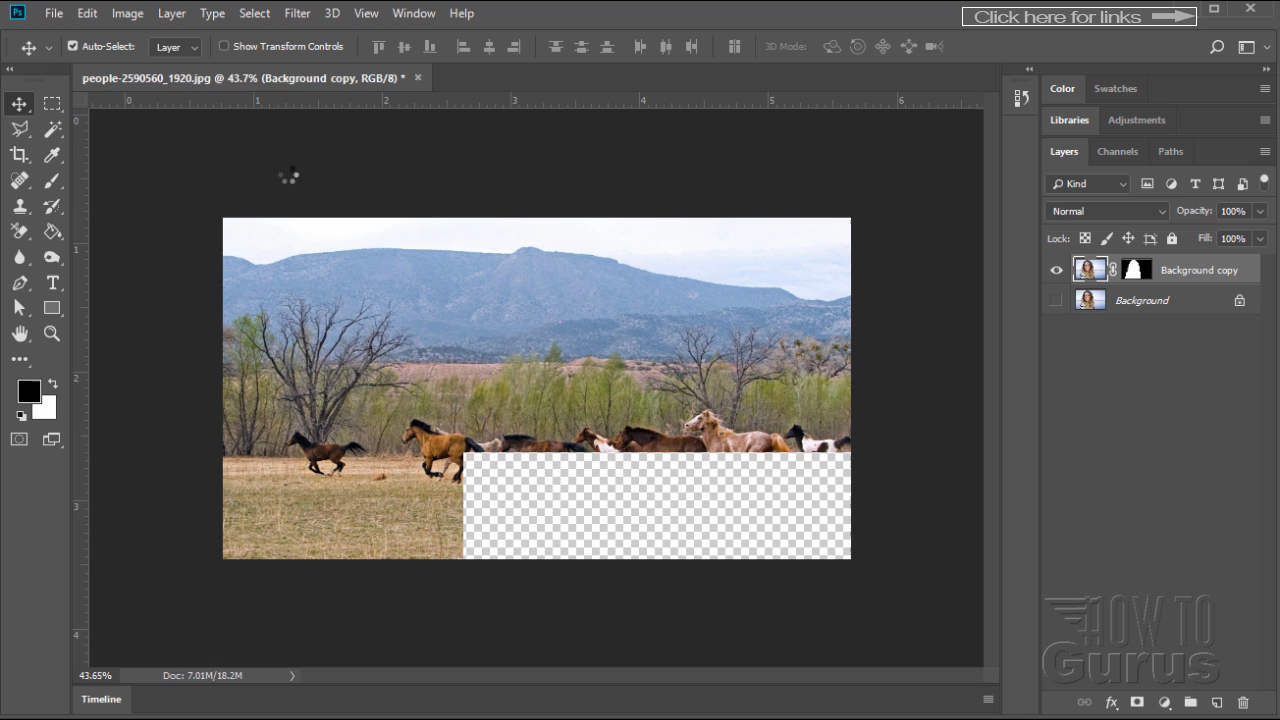 Ps File Edit Image Layer Type Select Filter 3D View Window Help
Click here for links
Auto-Select: Layer Show Transform Controls 3D Mode:
people-2590560_1920.jpg @ 43.7% (Background copy, RGB/8) * ×
0 1 2 3 4 5 6
0
1
2
3
4
Color Swatches
Libraries Adjustments
Layers Channels Paths
Kind
Normal Opacity: 100%
Lock: Fill: 100%
Background copy
Background
HOW TO
Gurus
43.65% Doc: 7.01M/18.2M
Timeline
fx